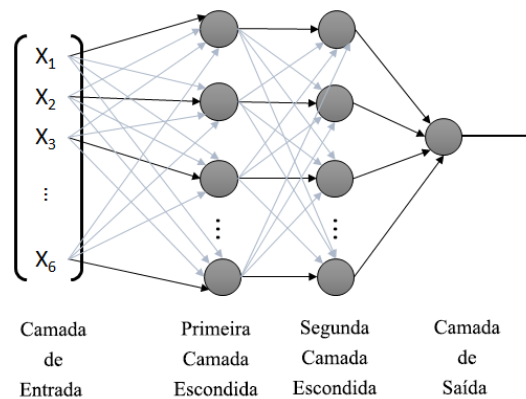 X1
X2
X3
...
X6
Camada de Entrada
Primeira Camada Escondida
Segunda Camada Escondida
Camada de Saída